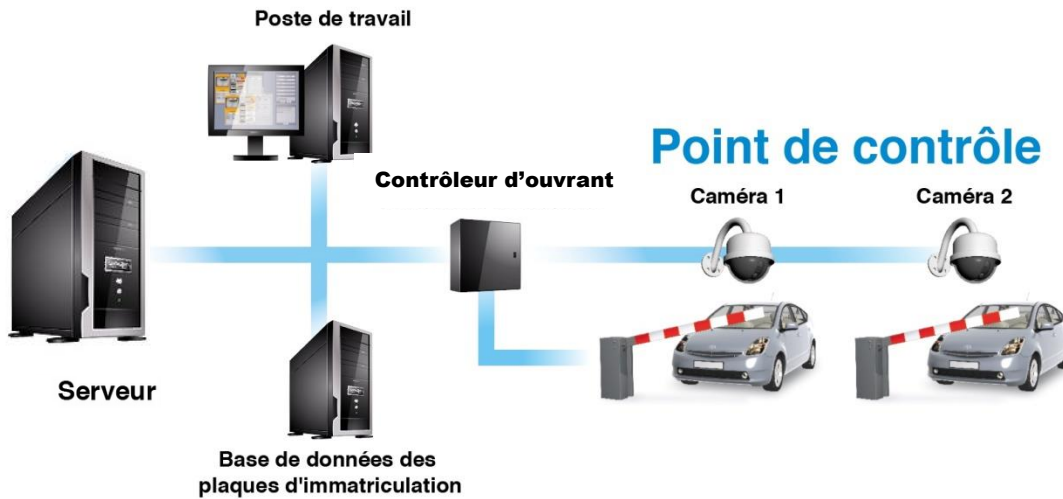 Poste de travail
Point de contrôle
Contrôleur d’ouvrant
Caméra 1
Caméra 2
Serveur
Base de données des
plaques d'immatriculation